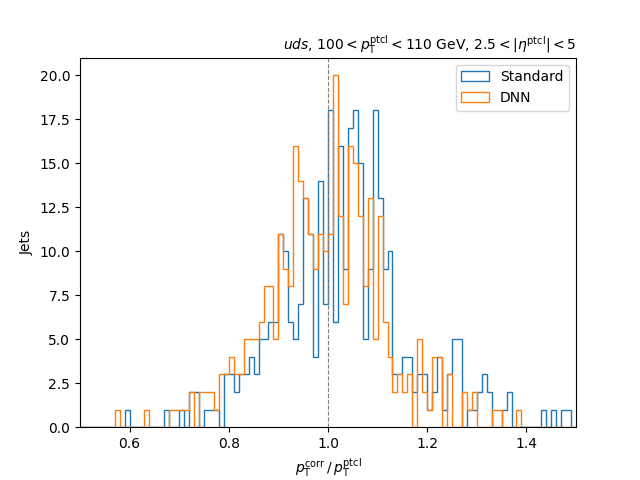 uds, 100 < p_T^ptcl < 110 GeV, 2.5 < |η^ptcl| < 5
20.0
17.5
15.0
12.5
10.0
7.5
5.0
2.5
0.0
Jets
Standard
DNN
0.6 0.8 1.0 1.2 1.4
p_T^corr / p_T^ptcl